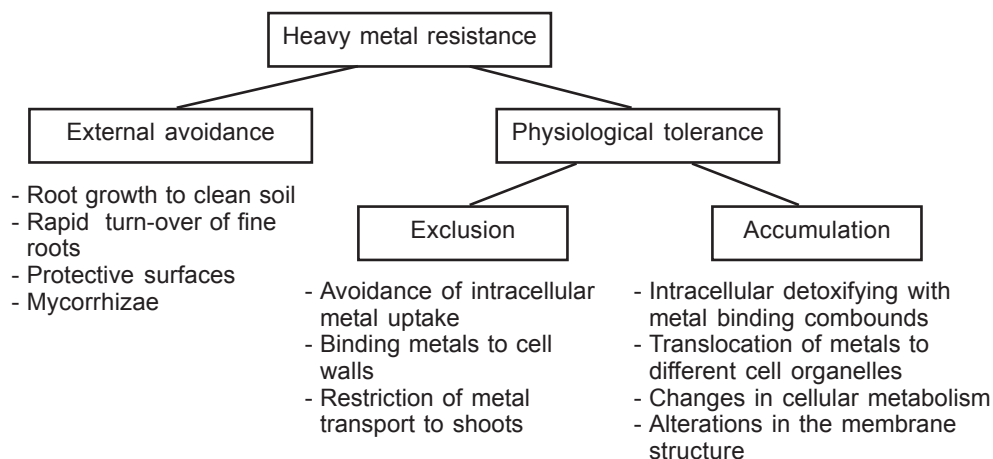 Heavy metal resistance
External avoidance
Physiological tolerance
- Root growth to clean soil
- Rapid turn-over of fine
roots
- Protective surfaces
- Mycorrhizae
Exclusion
- Avoidance of intracellular
metal uptake
- Binding metals to cell
walls
- Restriction of metal
transport to shoots
Accumulation
- Intracellular detoxifying with
metal binding combounds
- Translocation of metals to
different cell organelles
- Changes in cellular metabolism
- Alterations in the membrane
structure